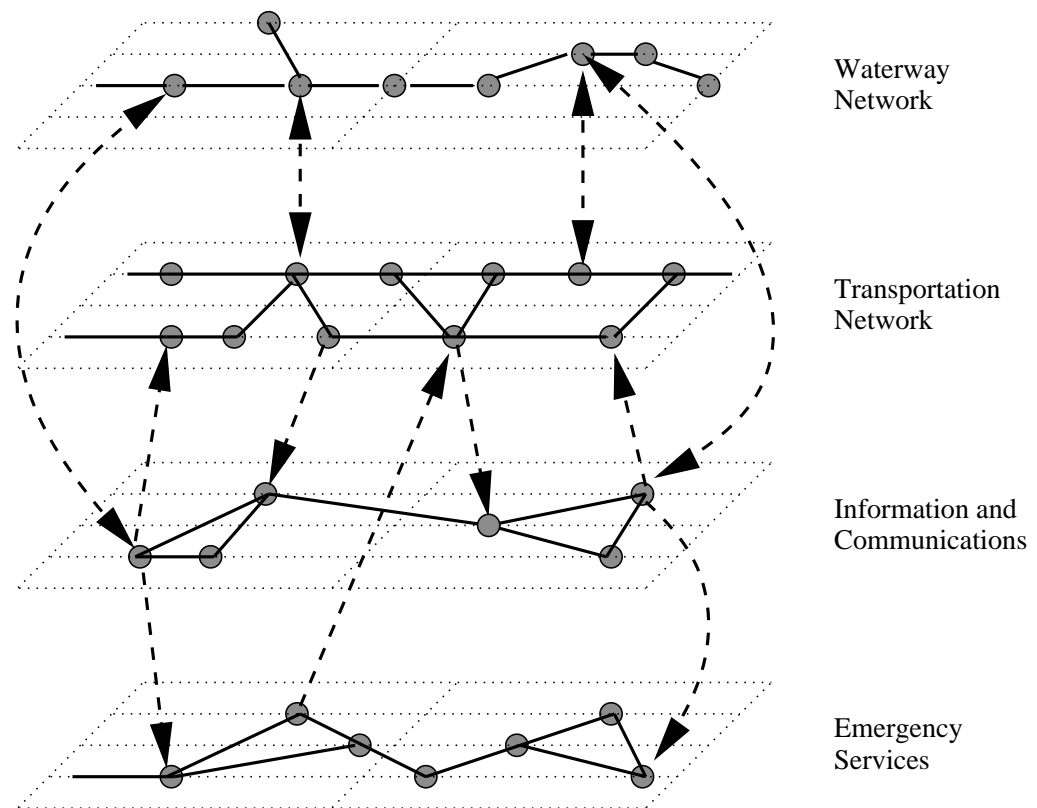 Waterway
Network
Transportation
Network
Information and
Communications
Emergency
Services